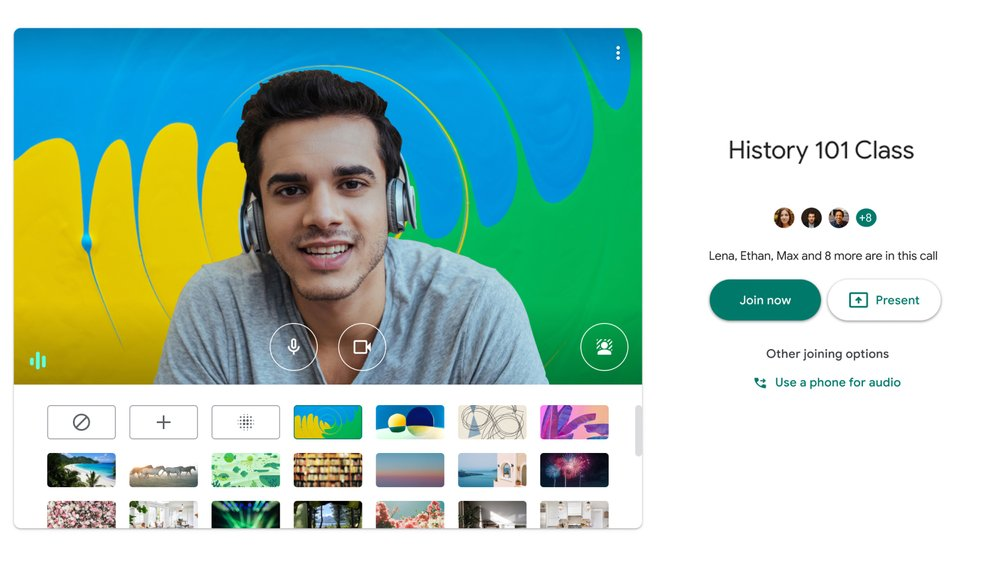 History 101 Class
+8
Lena, Ethan, Max and 8 more are in this call
Join now
Present
Other joining options
Use a phone for audio